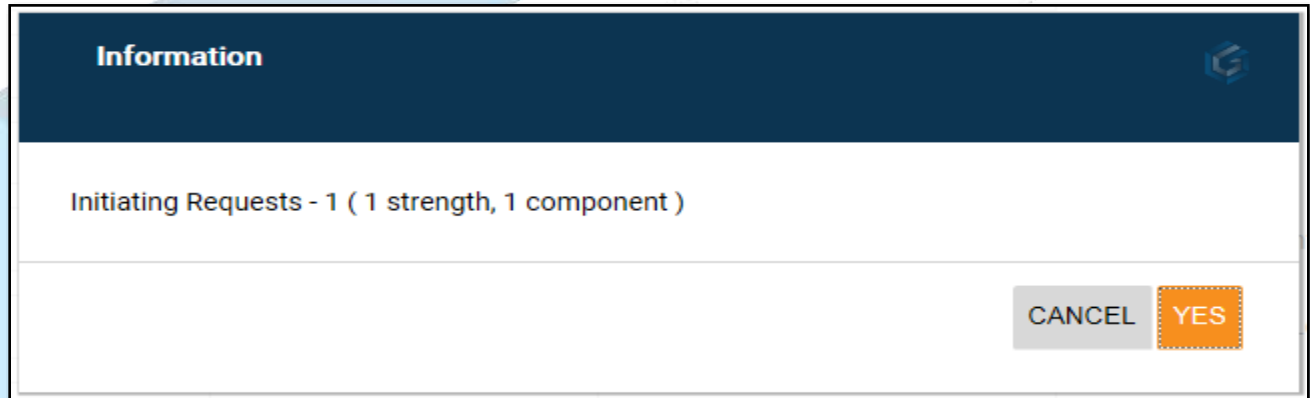 Information
Initiating Requests - 1 ( 1 strength, 1 component )
CANCEL YES